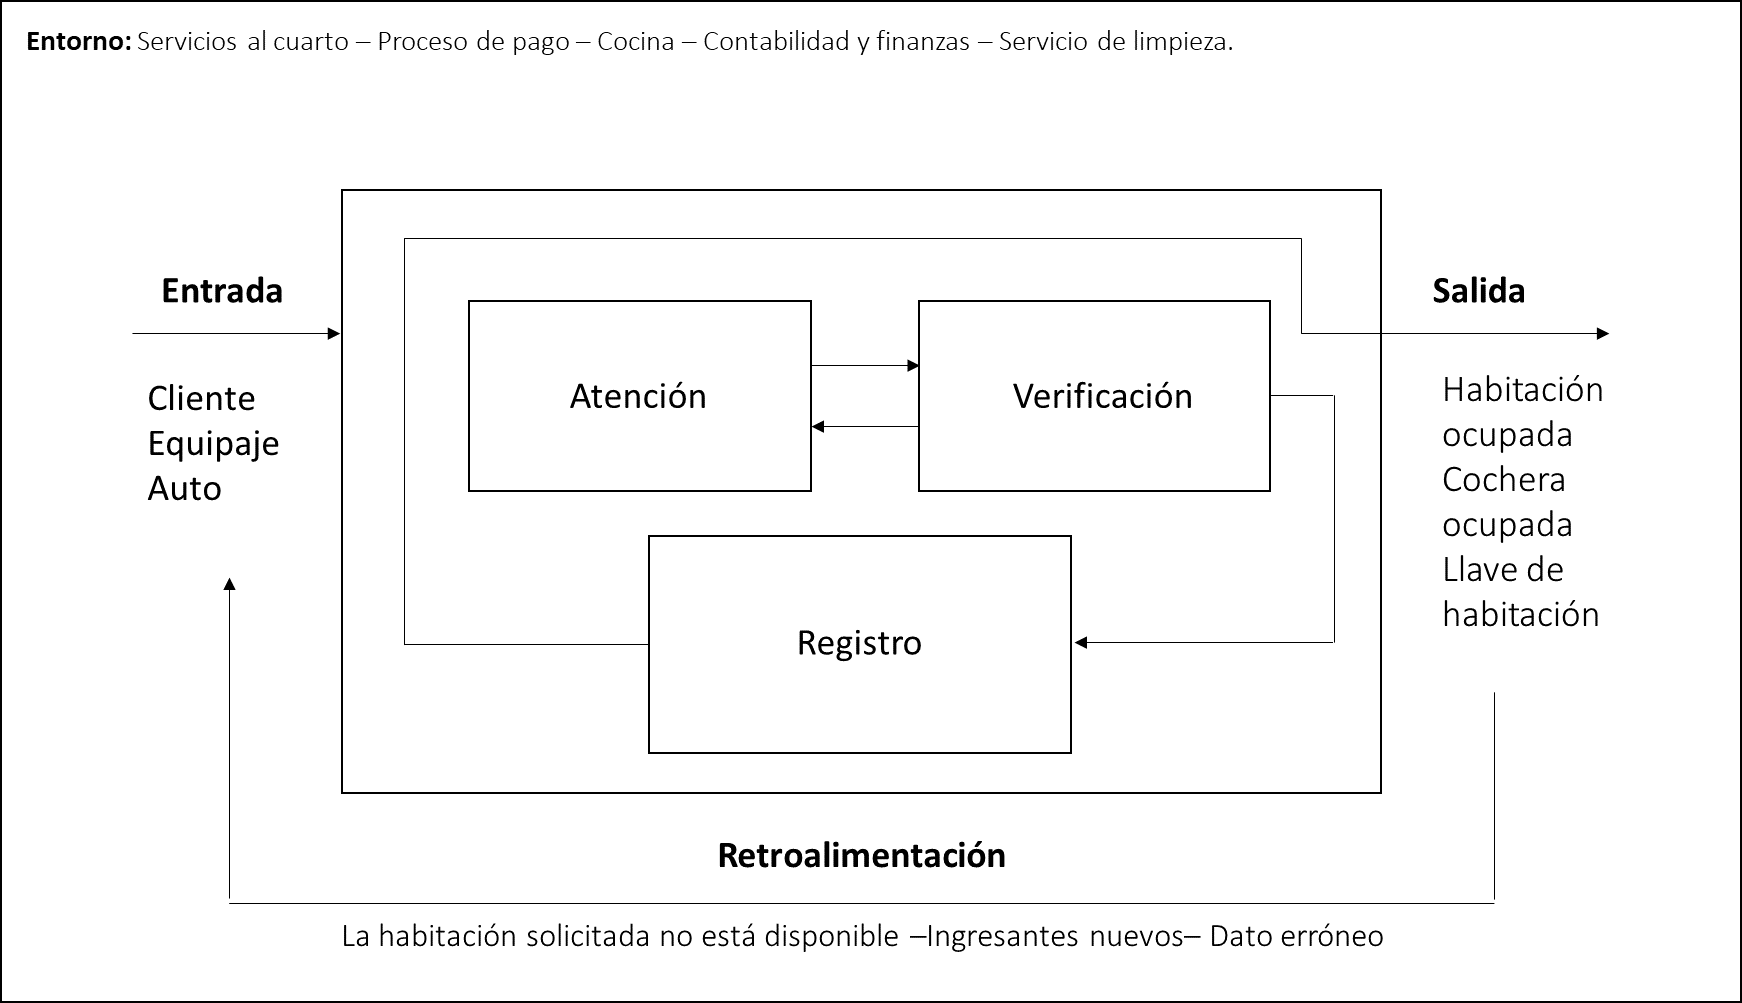 Entorno: Servicios al cuarto – Proceso de pago – Cocina – Contabilidad y finanzas – Servicio de limpieza.
Entrada
Salida
Cliente
Equipaje
Auto
Atención
Verificación
Habitación
ocupada
Cochera
ocupada
Llave de
habitación
Registro
Retroalimentación
La habitación solicitada no está disponible –Ingresantes nuevos– Dato erróneo